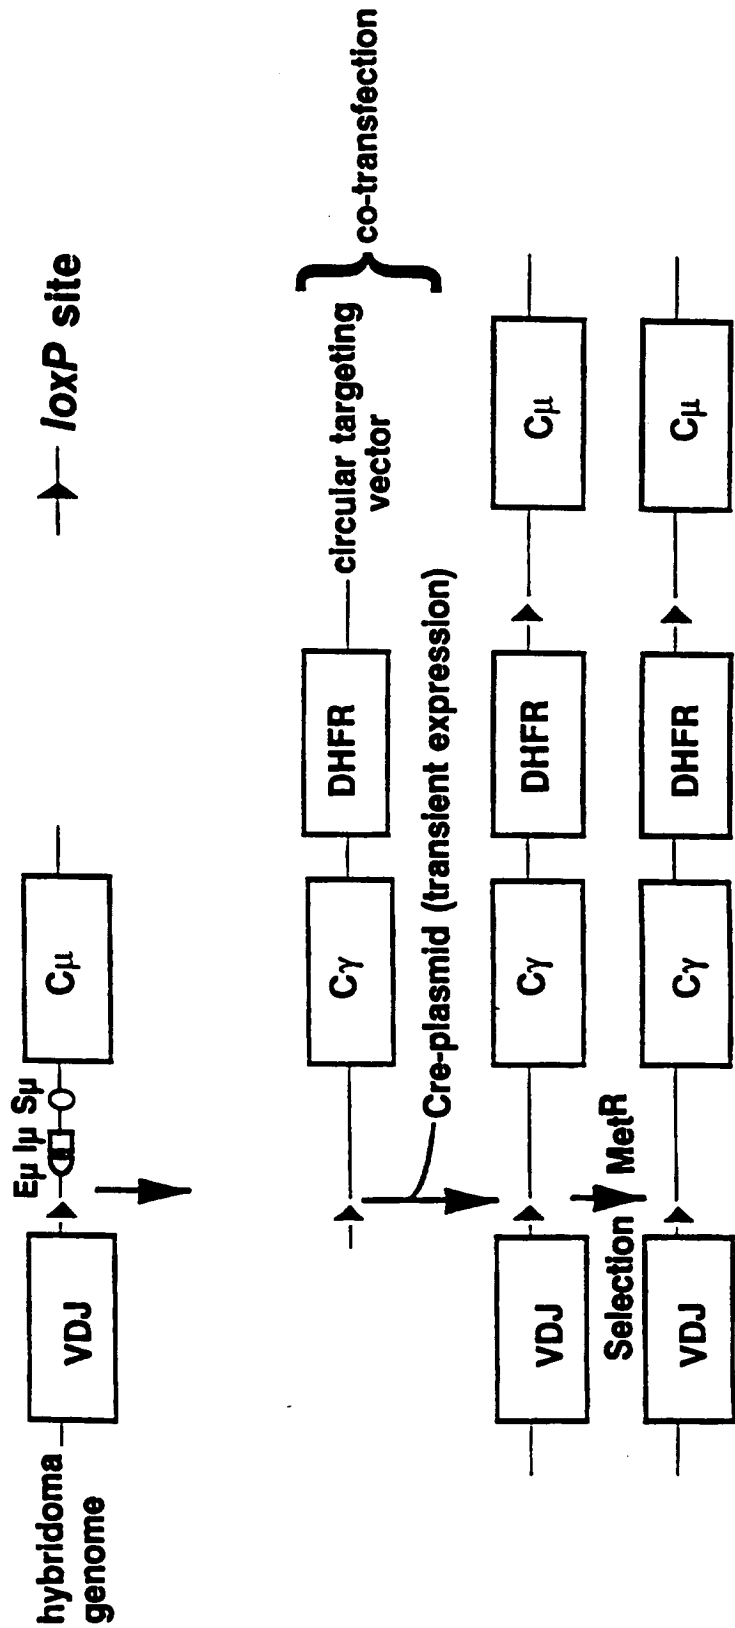 loxP site
hybridoma
genome
VDJ
Eμ Iμ Sμ
Cμ
Cγ
DHFR
circular targeting
vector
co-transfection
Cre-plasmid (transient expression)
VDJ
Cγ
DHFR
Cμ
Selection MetR
VDJ
Cγ
DHFR
Cμ